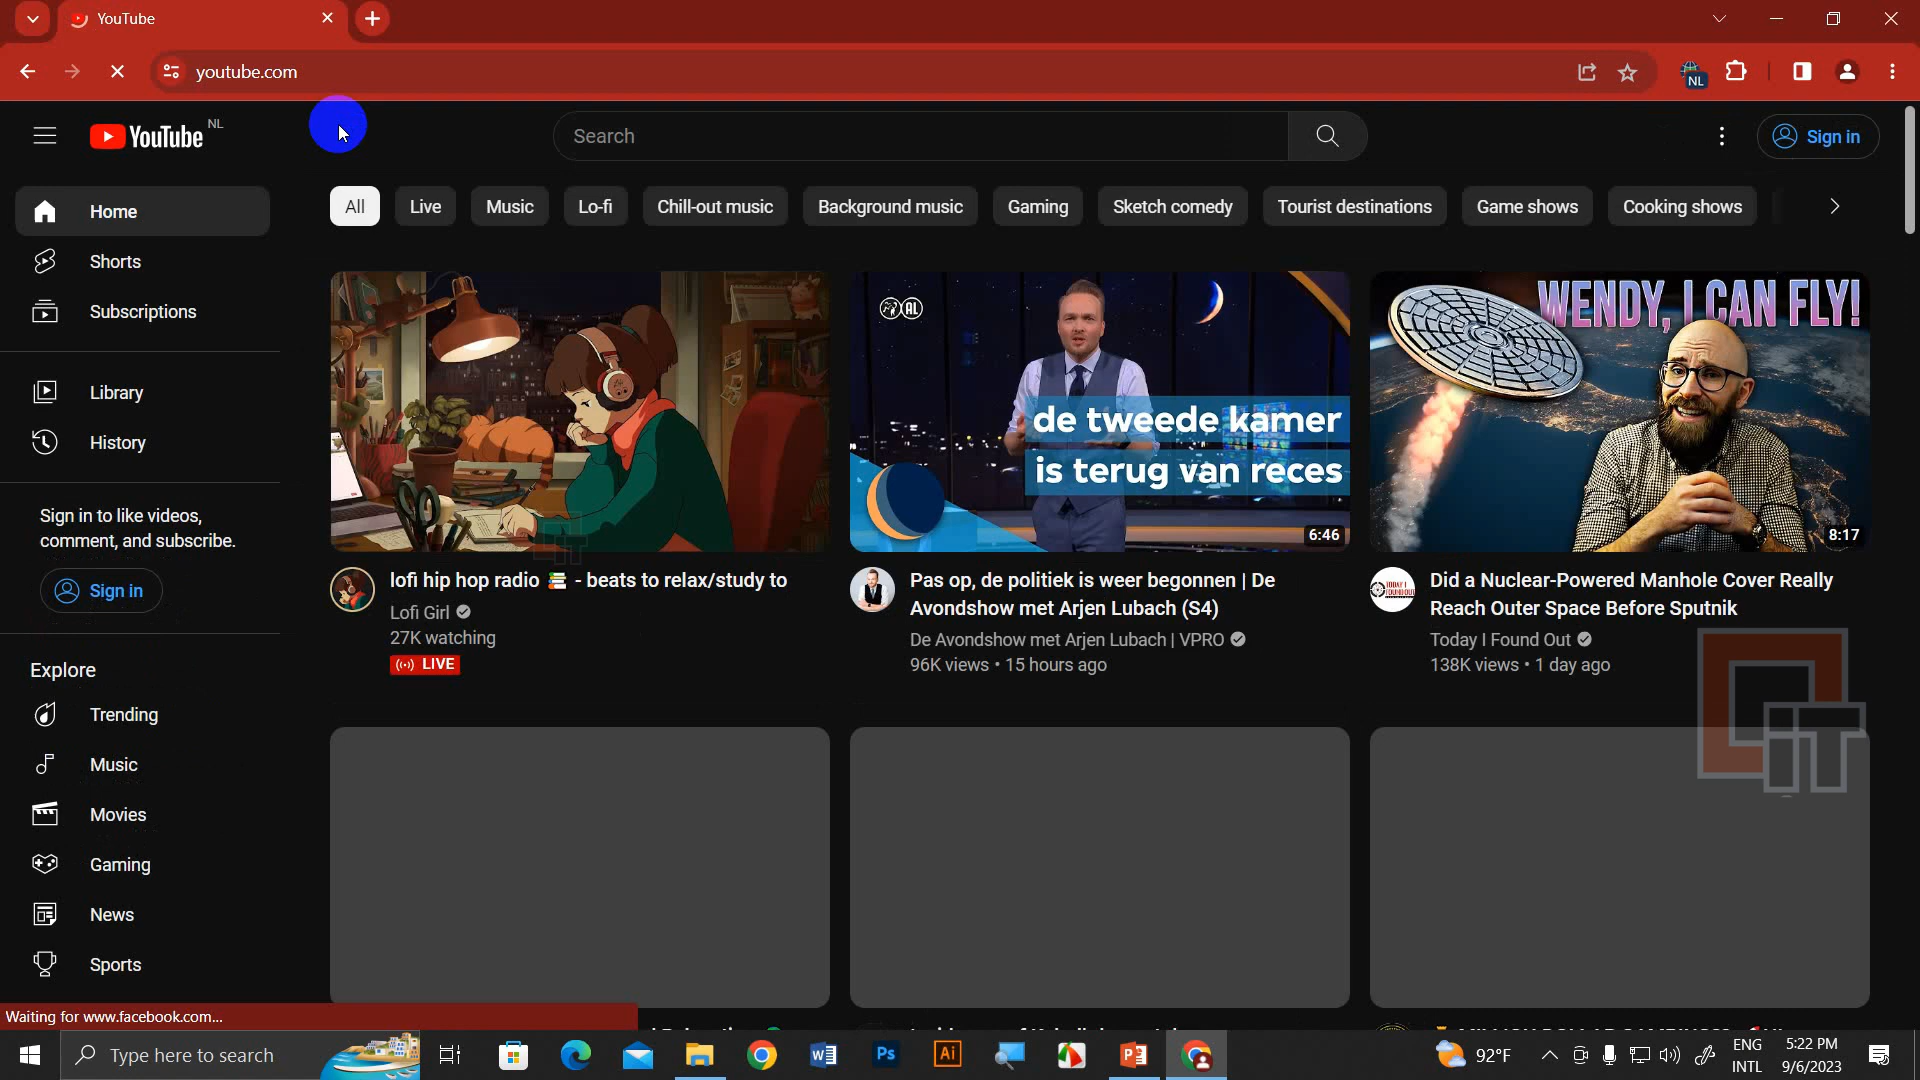 YouTube
youtube.com
NL
YouTube NL
Search
Sign in
Home
Shorts
Subscriptions
Library
History
Sign in to like videos,
comment, and subscribe.
Sign in
Explore
Trending
Music
Movies
Gaming
News
Sports
All Live Music Lo-fi Chill-out music Background music Gaming Sketch comedy Tourist destinations Game shows Cooking shows
de tweede kamer
is terug van reces
6:46
WENDY, I CAN FLY!
8:17
lofi hip hop radio 📚 - beats to relax/study to
Lofi Girl
27K watching
LIVE
Pas op, de politiek is weer begonnen | De
Avondshow met Arjen Lubach (S4)
De Avondshow met Arjen Lubach | VPRO
96K views • 15 hours ago
TODAY I
FOUND OUT
Did a Nuclear-Powered Manhole Cover Really
Reach Outer Space Before Sputnik
Today I Found Out
138K views • 1 day ago
iT
Waiting for www.facebook.com...
Type here to search
W
Ps
Ai
P
92°F
ENG
INTL
5:22 PM
9/6/2023